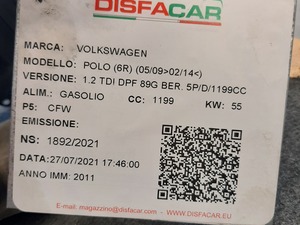 DISFACAR
MARCA: VOLKSWAGEN
MODELLO: POLO (6R) (05/09>02/14<)
VERSIONE: 1.2 TDI DPF 89G BER. 5P/D/1199CC
ALIM.: GASOLIO CC: 1199 KW: 55
P5: CFW
EMISSIONE:
NS: 1892/2021
DATA: 27/07/2021 17:46:00
ANNO IMM: 2011
E-mail: magazzino@disfacar.com - www.DISFACAR.EU